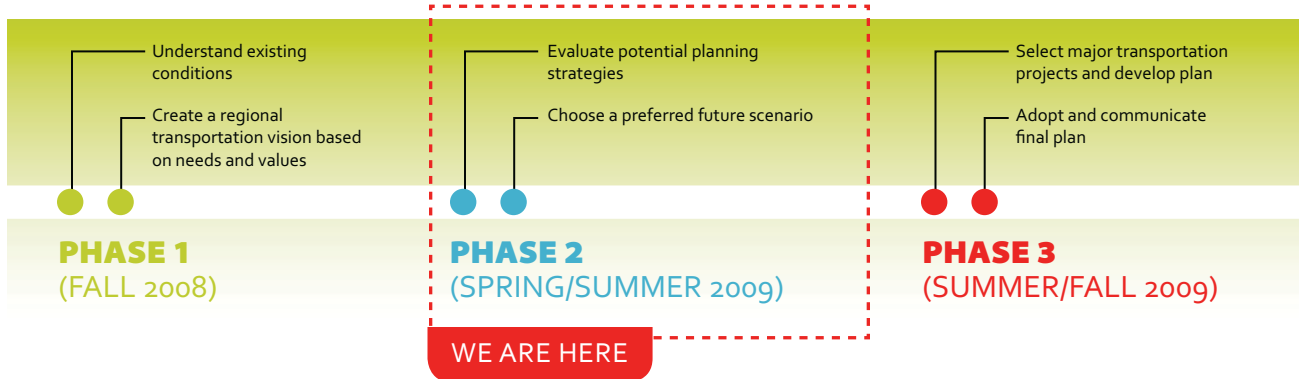 Understand existing
conditions
Create a regional
transportation vision based
on needs and values
PHASE 1
(FALL 2008)
Evaluate potential planning
strategies
Choose a preferred future scenario
PHASE 2
(SPRING/SUMMER 2009)
WE ARE HERE
Select major transportation
projects and develop plan
Adopt and communicate
final plan
PHASE 3
(SUMMER/FALL 2009)